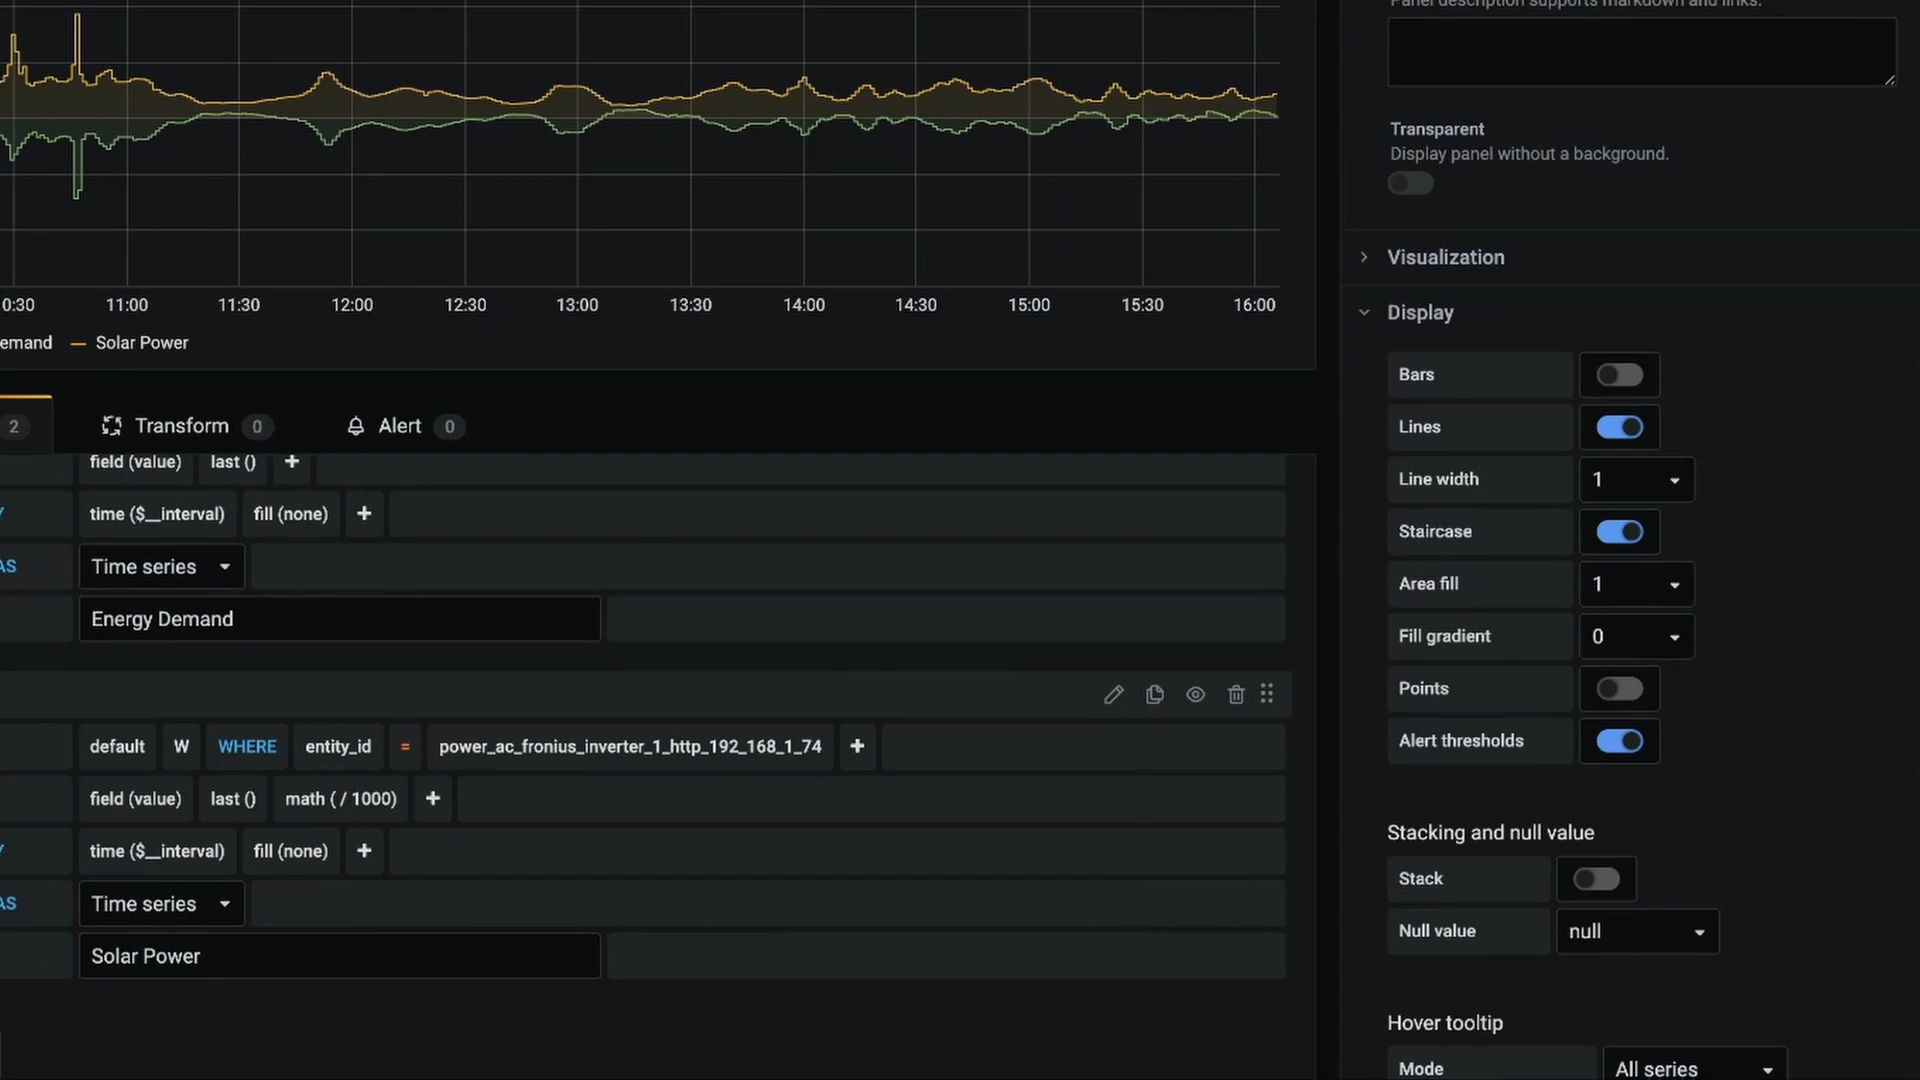 Panel description supports markdown and links.
Transparent
Display panel without a background.
Visualization
Display
0:30 11:00 11:30 12:00 12:30 13:00 13:30 14:00 14:30 15:00 15:30 16:00
emand Solar Power
Bars
Lines
Line width 1
Staircase
Area fill 1
Fill gradient 0
Points
Alert thresholds
Stacking and null value
Stack
Null value null
Hover tooltip
Mode All series
2 Transform 0 Alert 0
field (value) last () +
Y time ($__interval) fill (none) +
AS Time series
Energy Demand
default W WHERE entity_id = power_ac_fronius_inverter_1_http_192_168_1_74 +
field (value) last () math ( / 1000) +
Y time ($__interval) fill (none) +
AS Time series
Solar Power